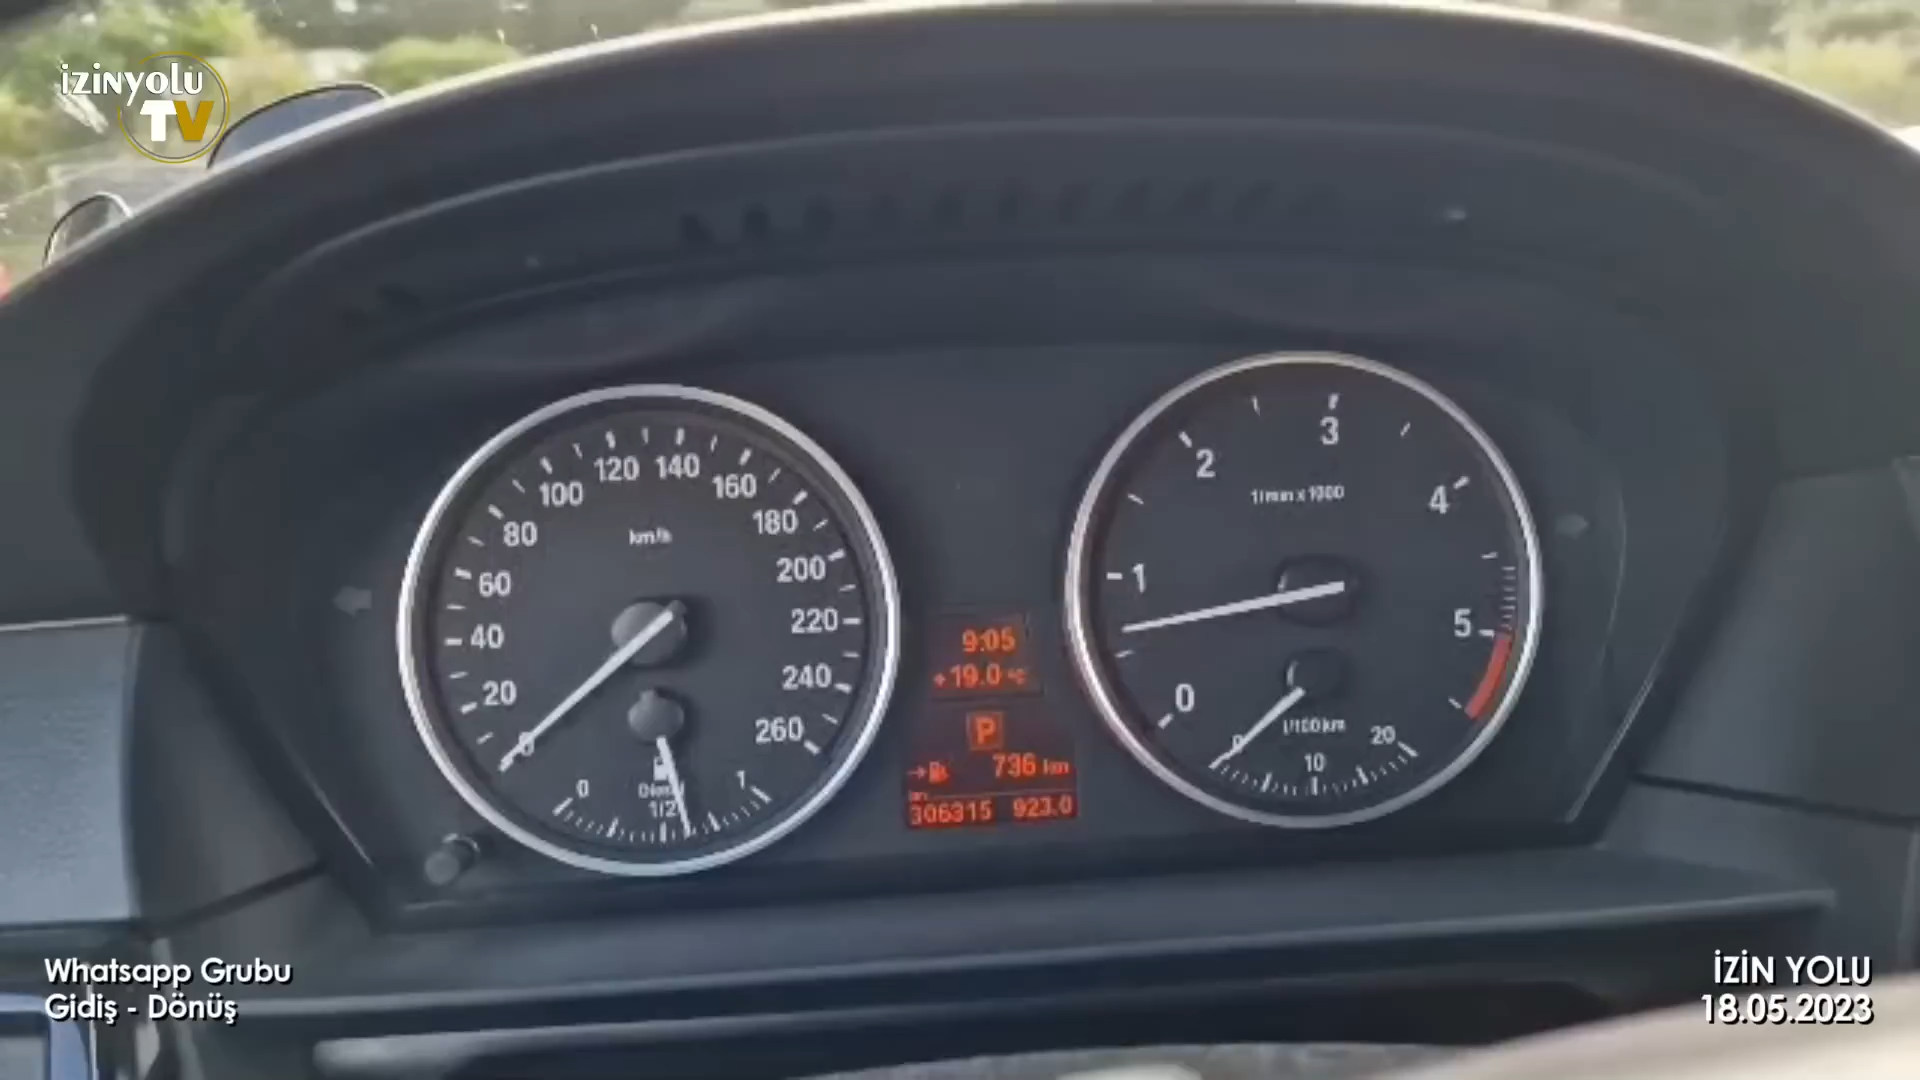 izinyolu
TV
120 140
100 160
80 180
km/h
60 200
40 220
20 240
0 260
0 1
Diesel
1/2
3
2 4
1/min x 1000
1
5
0
l/100km
0 20
10
9:05
+19.0 °C
P
736 km
km
306315 923.0
Whatsapp Grubu
Gidiş - Dönüş
İZİN YOLU
18.05.2023